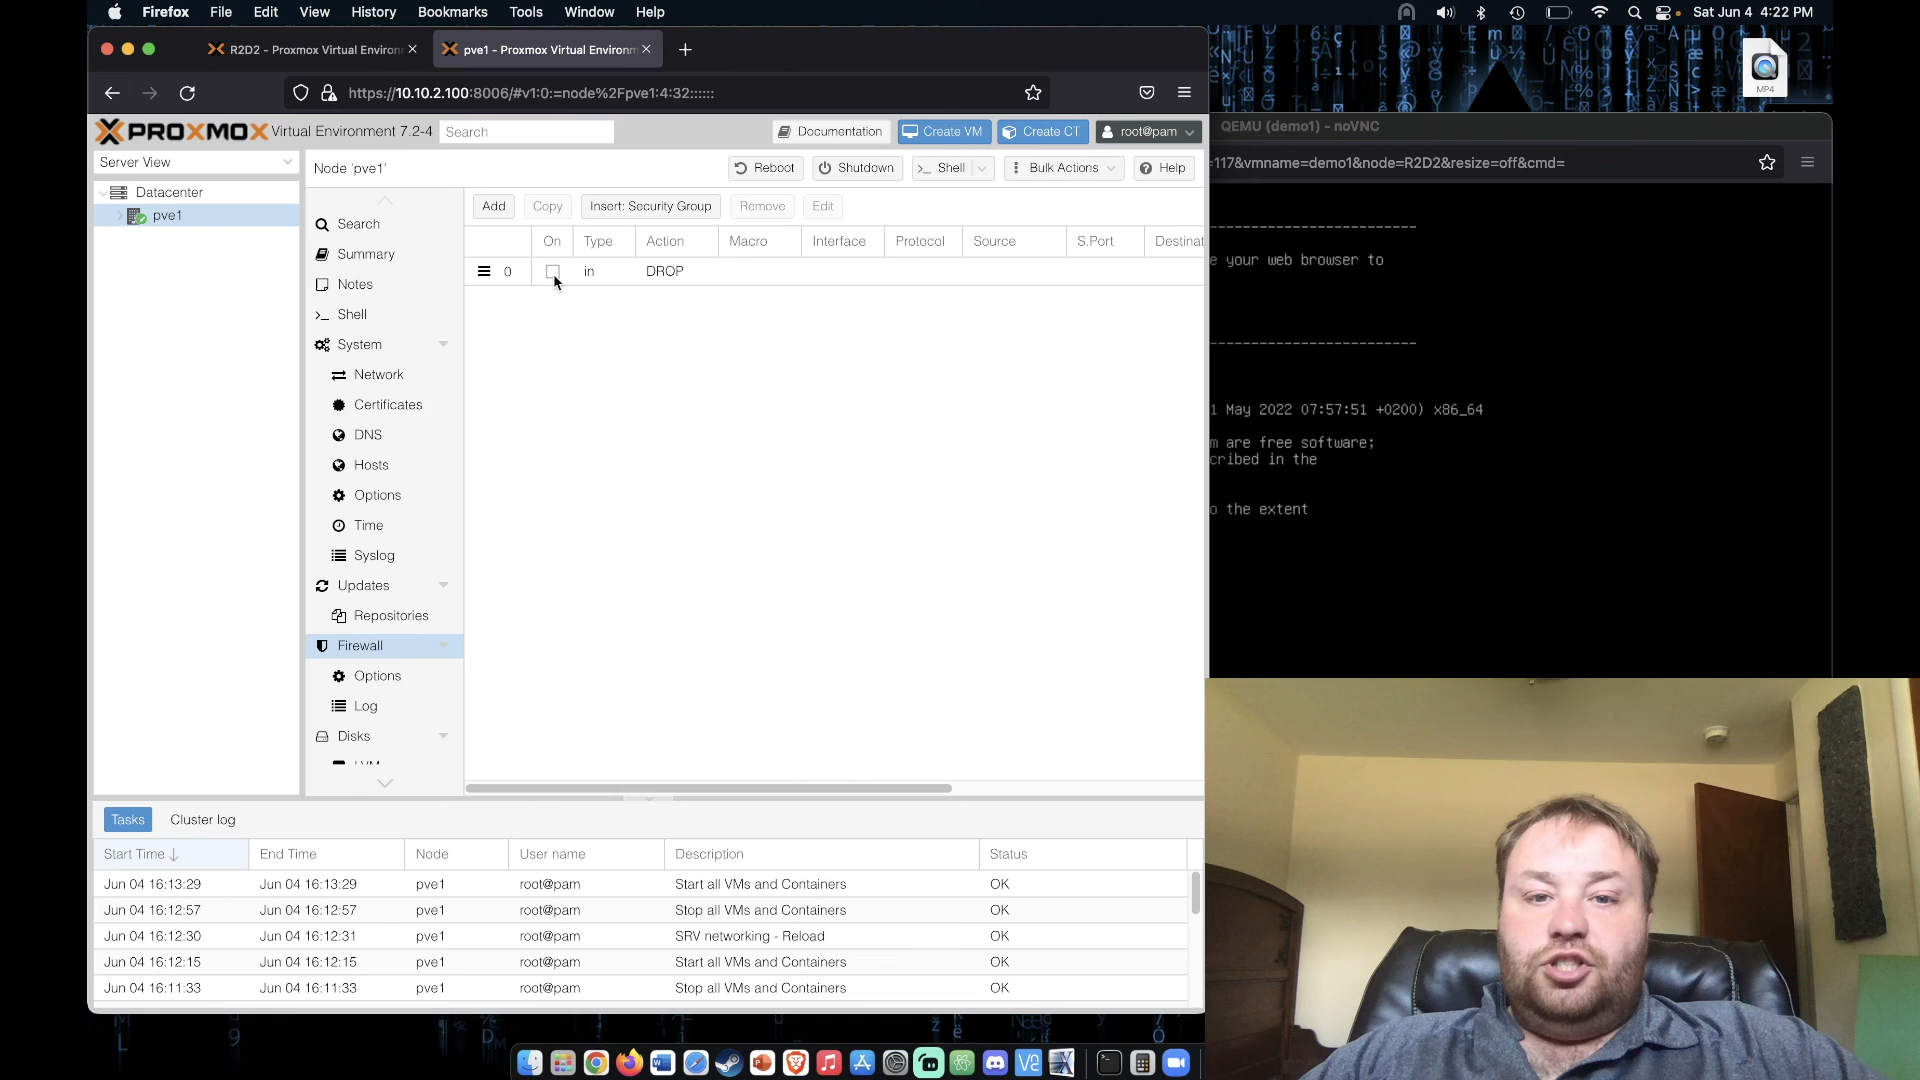 Firefox File Edit View History Bookmarks Tools Window Help
Sat Jun 4 4:22 PM
R2D2 - Proxmox Virtual Environ
pve1 - Proxmox Virtual Environm
https://10.10.2.100:8006/#v1:0:=node%2Fpve1:4:32::::::
PROXMOX Virtual Environment 7.2-4 Search
Documentation Create VM Create CT root@pam
Server View
Datacenter
pve1
Node 'pve1'
Reboot Shutdown Shell Bulk Actions Help
Search
Summary
Notes
Shell
System
Network
Certificates
DNS
Hosts
Options
Time
Syslog
Updates
Repositories
Firewall
Options
Log
Disks
LVM
Add Copy Insert: Security Group Remove Edit
On Type Action Macro Interface Protocol Source S.Port Destinat
0 in DROP
Tasks Cluster log
Start Time End Time Node User name Description Status
Jun 04 16:13:29 Jun 04 16:13:29 pve1 root@pam Start all VMs and Containers OK
Jun 04 16:12:57 Jun 04 16:12:57 pve1 root@pam Stop all VMs and Containers OK
Jun 04 16:12:30 Jun 04 16:12:31 pve1 root@pam SRV networking - Reload OK
Jun 04 16:12:15 Jun 04 16:12:15 pve1 root@pam Start all VMs and Containers OK
Jun 04 16:11:33 Jun 04 16:11:33 pve1 root@pam Stop all VMs and Containers OK
MP4
QEMU (demo1) - noVNC
=117&vmname=demo1&node=R2D2&resize=off&cmd=
-------------------------
e your web browser to
-------------------------
1 May 2022 07:57:51 +0200) x86_64
m are free software;
cribed in the
o the extent